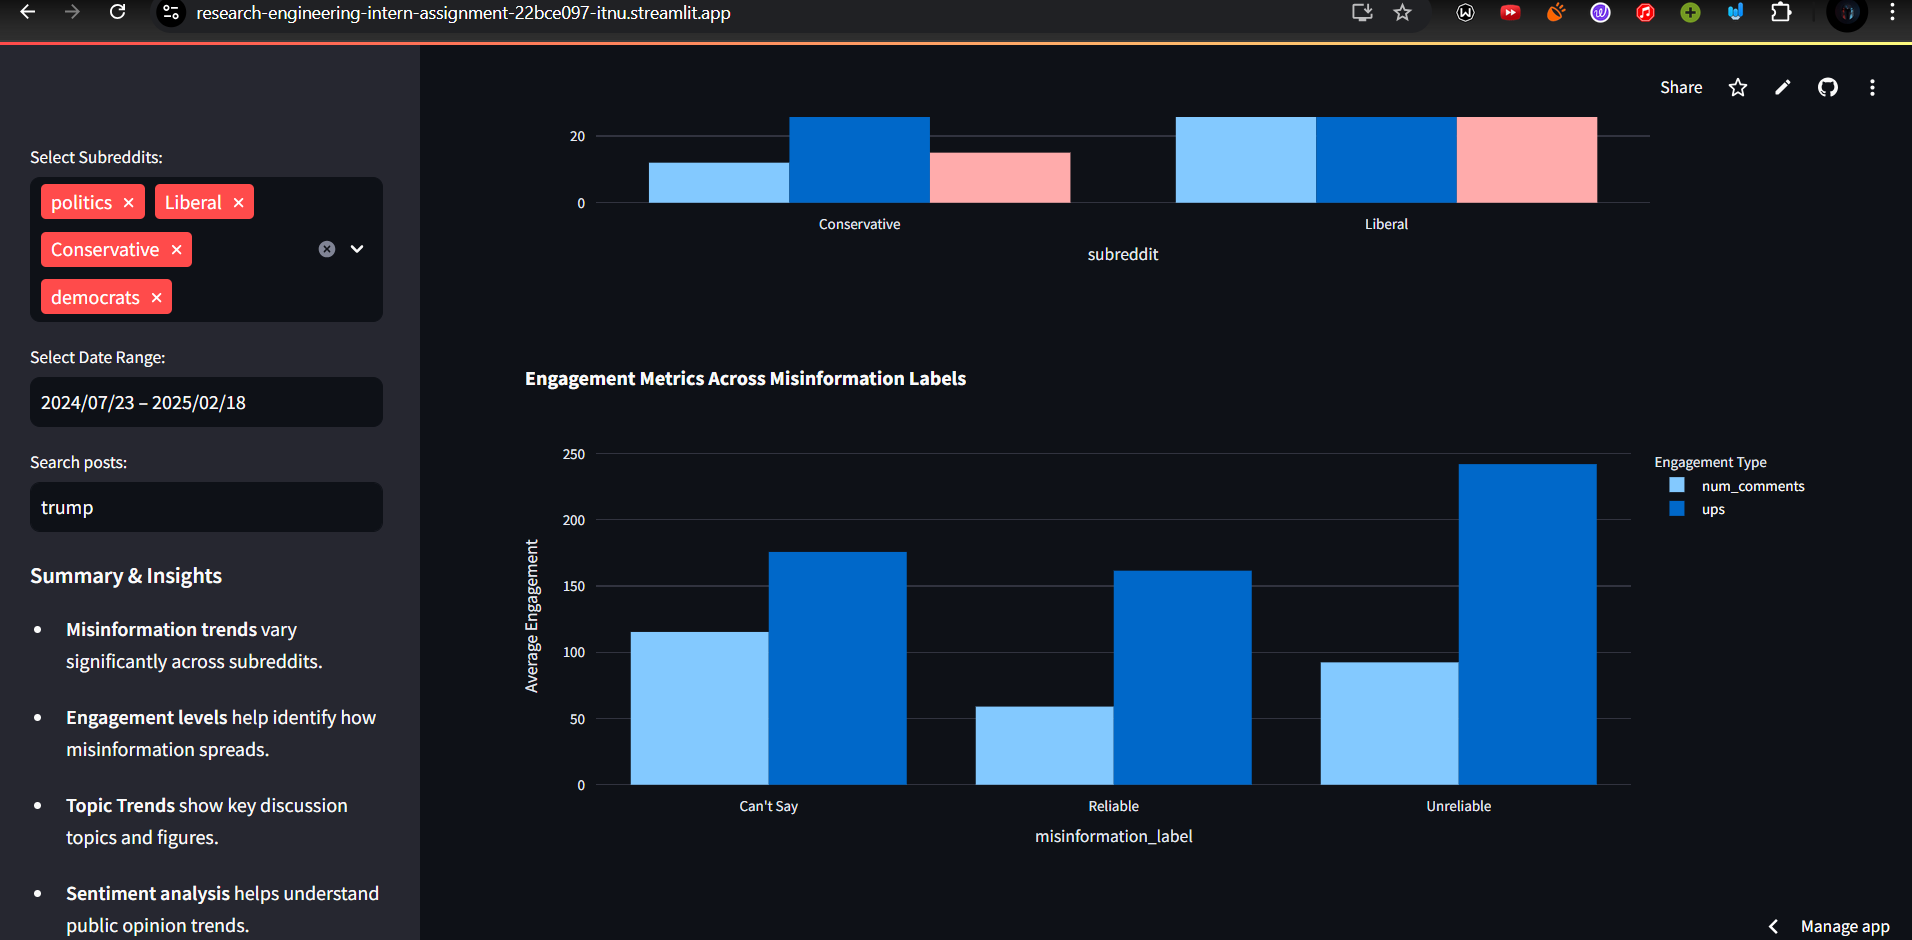 research-engineering-intern-assignment-22bce097-itnu.streamlit.app
Share
Select Subreddits:
politics ×
Liberal ×
Conservative ×
democrats ×
Select Date Range:
2024/07/23 – 2025/02/18
Search posts:
trump
Summary & Insights
• Misinformation trends vary
significantly across subreddits.
• Engagement levels help identify how
misinformation spreads.
• Topic Trends show key discussion
topics and figures.
• Sentiment analysis helps understand
public opinion trends.
20
0
Conservative
Liberal
subreddit
Engagement Metrics Across Misinformation Labels
250
200
150
100
50
0
Average Engagement
Can't Say
Reliable
Unreliable
misinformation_label
Engagement Type
num_comments
ups
Manage app